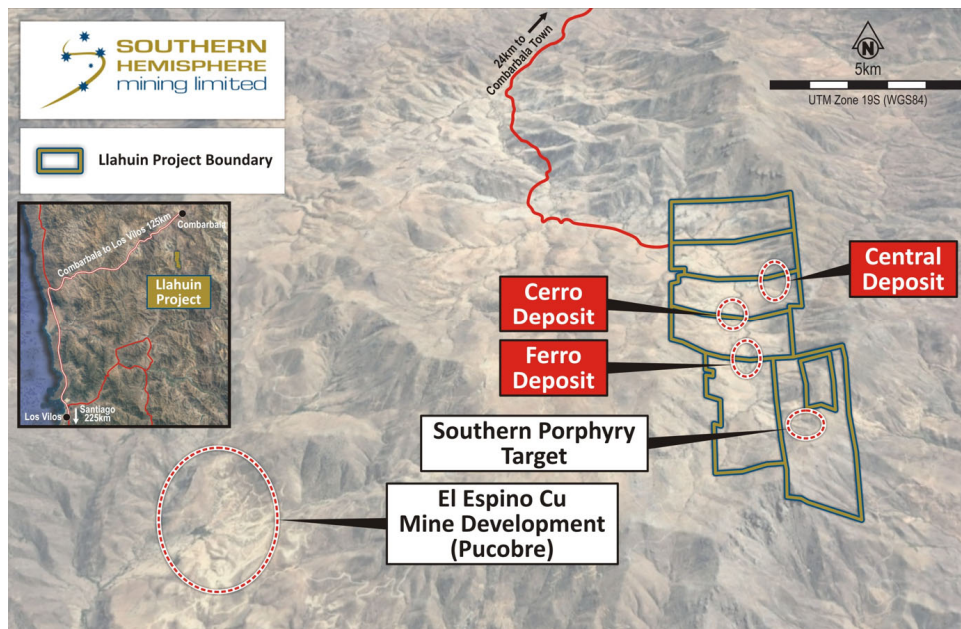 SOUTHERN
HEMISPHERE
mining limited
Llahuin Project Boundary
24km to
Combarbala Town
N
5km
UTM Zone 19S (WGS84)
Combarbala to Los Vilos 125km
Combarbala
Llahuin
Project
Los Vilos
Santiago
225km
Central
Deposit
Cerro
Deposit
Ferro
Deposit
Southern Porphyry
Target
El Espino Cu
Mine Development
(Pucobre)